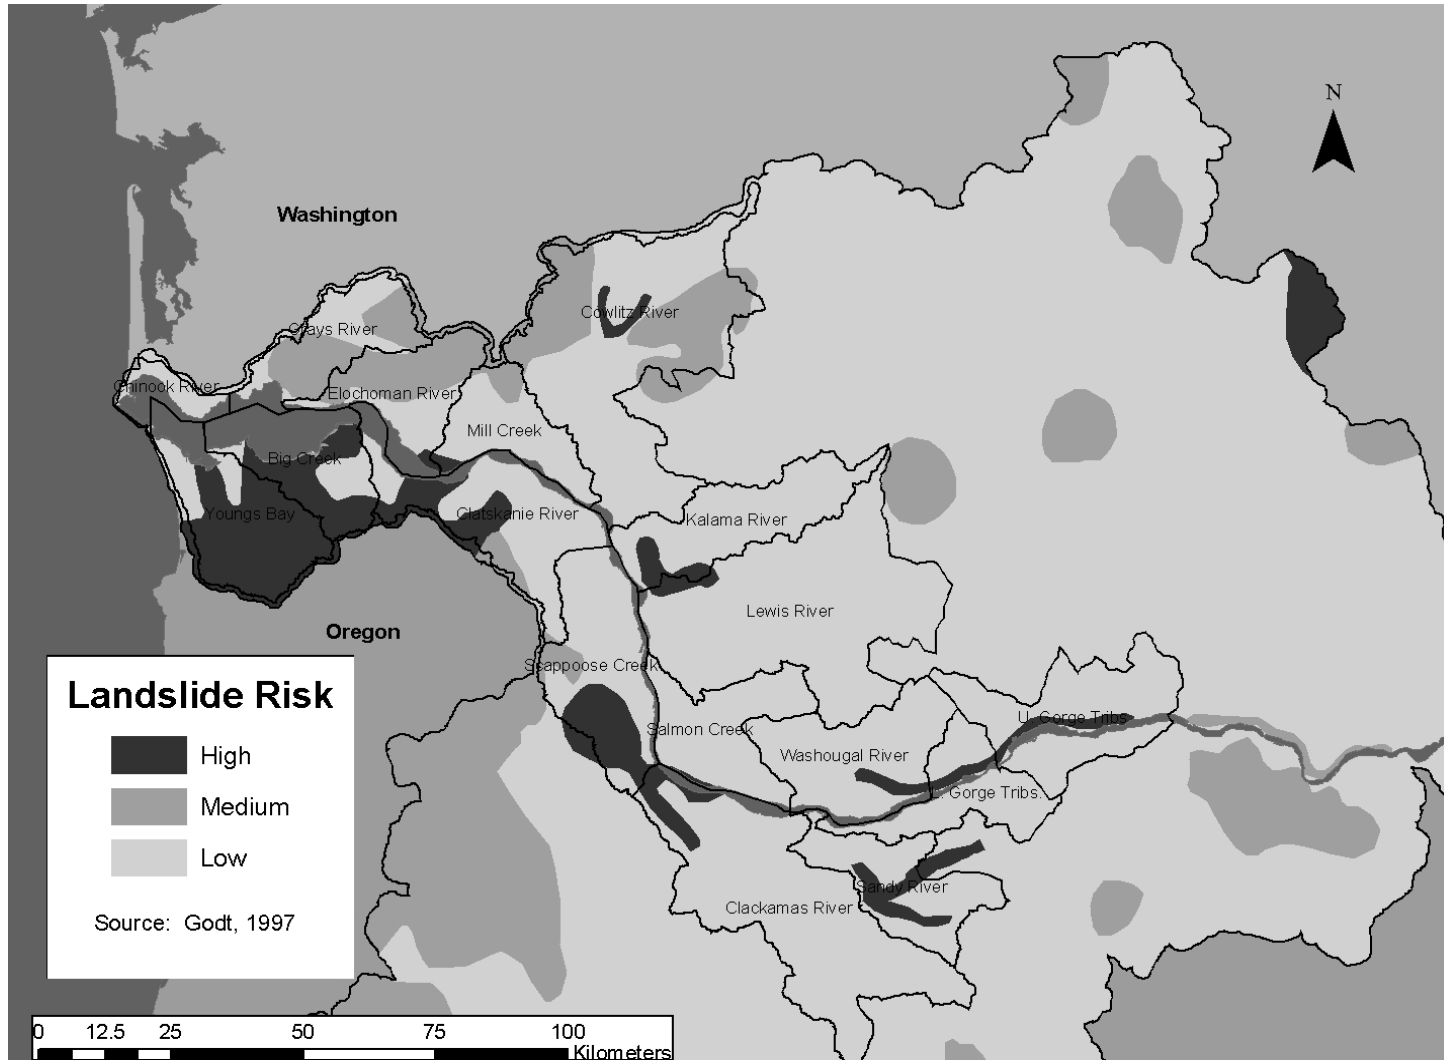 N
Washington
Cowlitz River
Grays River
Chinook River
Elochoman River
Mill Creek
Big Creek
Youngs Bay
Clatskanie River
Kalama River
Lewis River
Oregon
Scappoose Creek
Salmon Creek
U. Gorge Tribs
Washougal River
L. Gorge Tribs.
Sandy River
Clackamas River
Landslide Risk
High
Medium
Low
Source: Godt, 1997
0 12.5 25 50 75 100
Kilometers